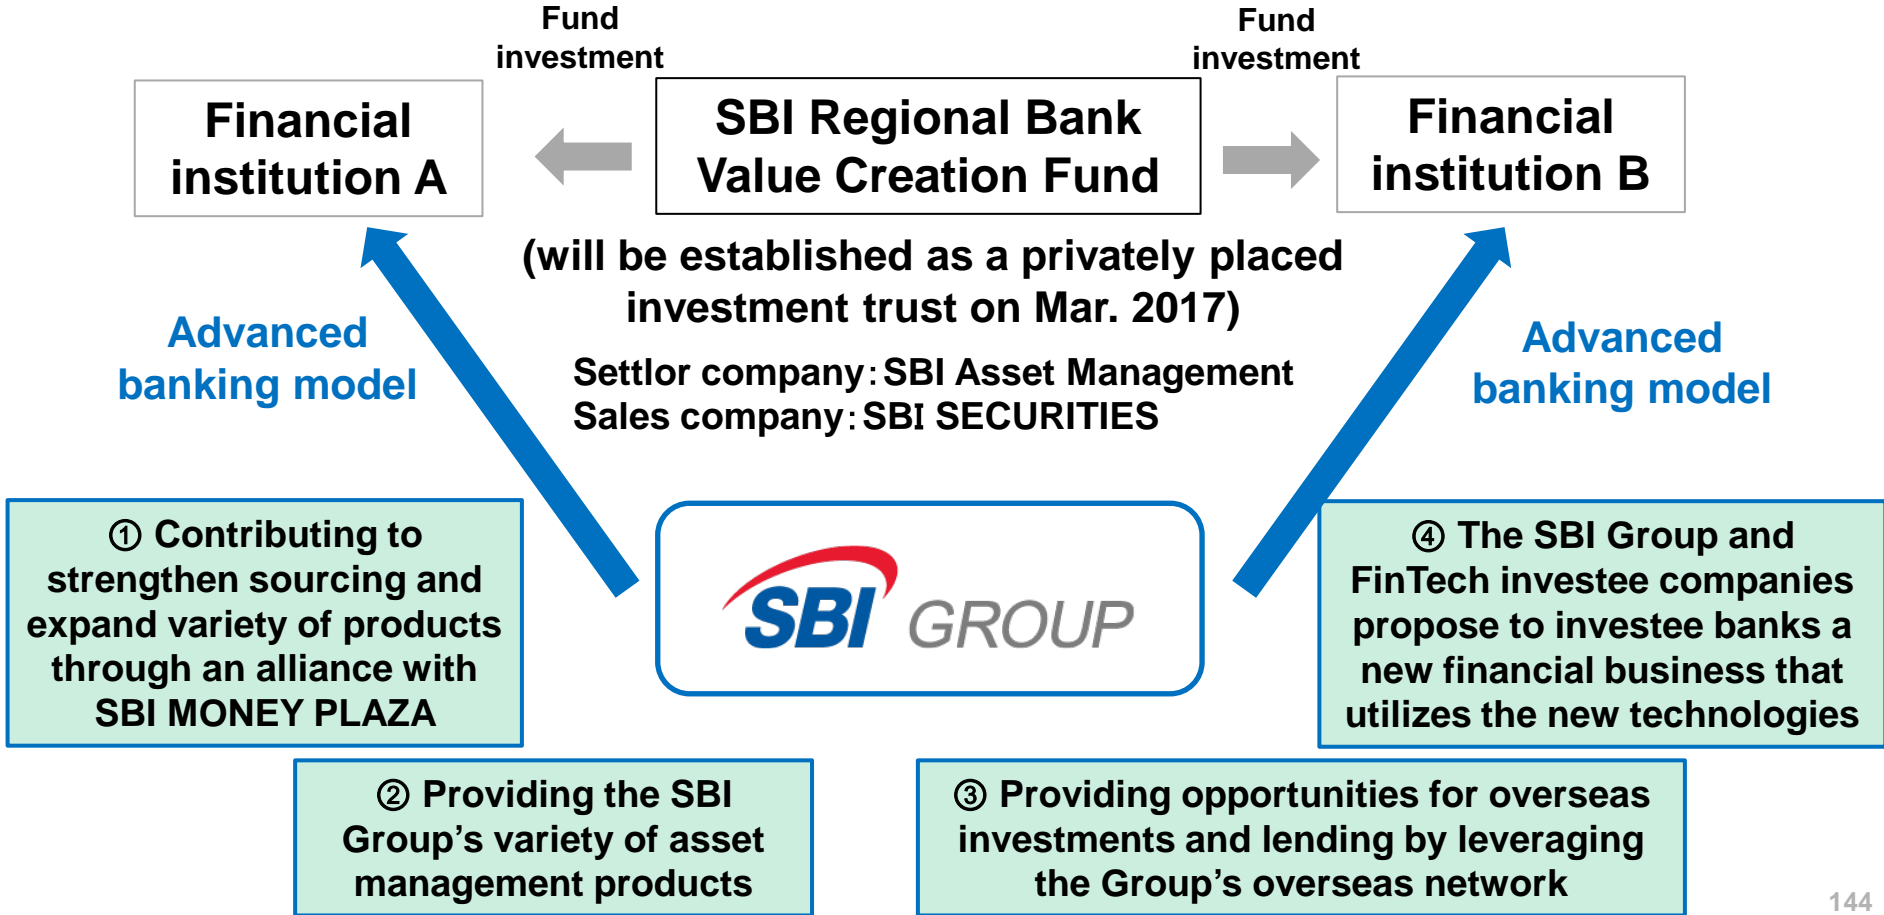 Fund
investment
Fund
investment
Financial
institution A
SBI Regional Bank
Value Creation Fund
Financial
institution B
(will be established as a privately placed
investment trust on Mar. 2017)
Advanced
banking model
Settlor company：SBI Asset Management
Sales company：SBI SECURITIES
Advanced
banking model
① Contributing to
strengthen sourcing and
expand variety of products
through an alliance with
SBI MONEY PLAZA
SBI GROUP
④ The SBI Group and
FinTech investee companies
propose to investee banks a
new financial business that
utilizes the new technologies
② Providing the SBI
Group’s variety of asset
management products
③ Providing opportunities for overseas
investments and lending by leveraging
the Group’s overseas network
144